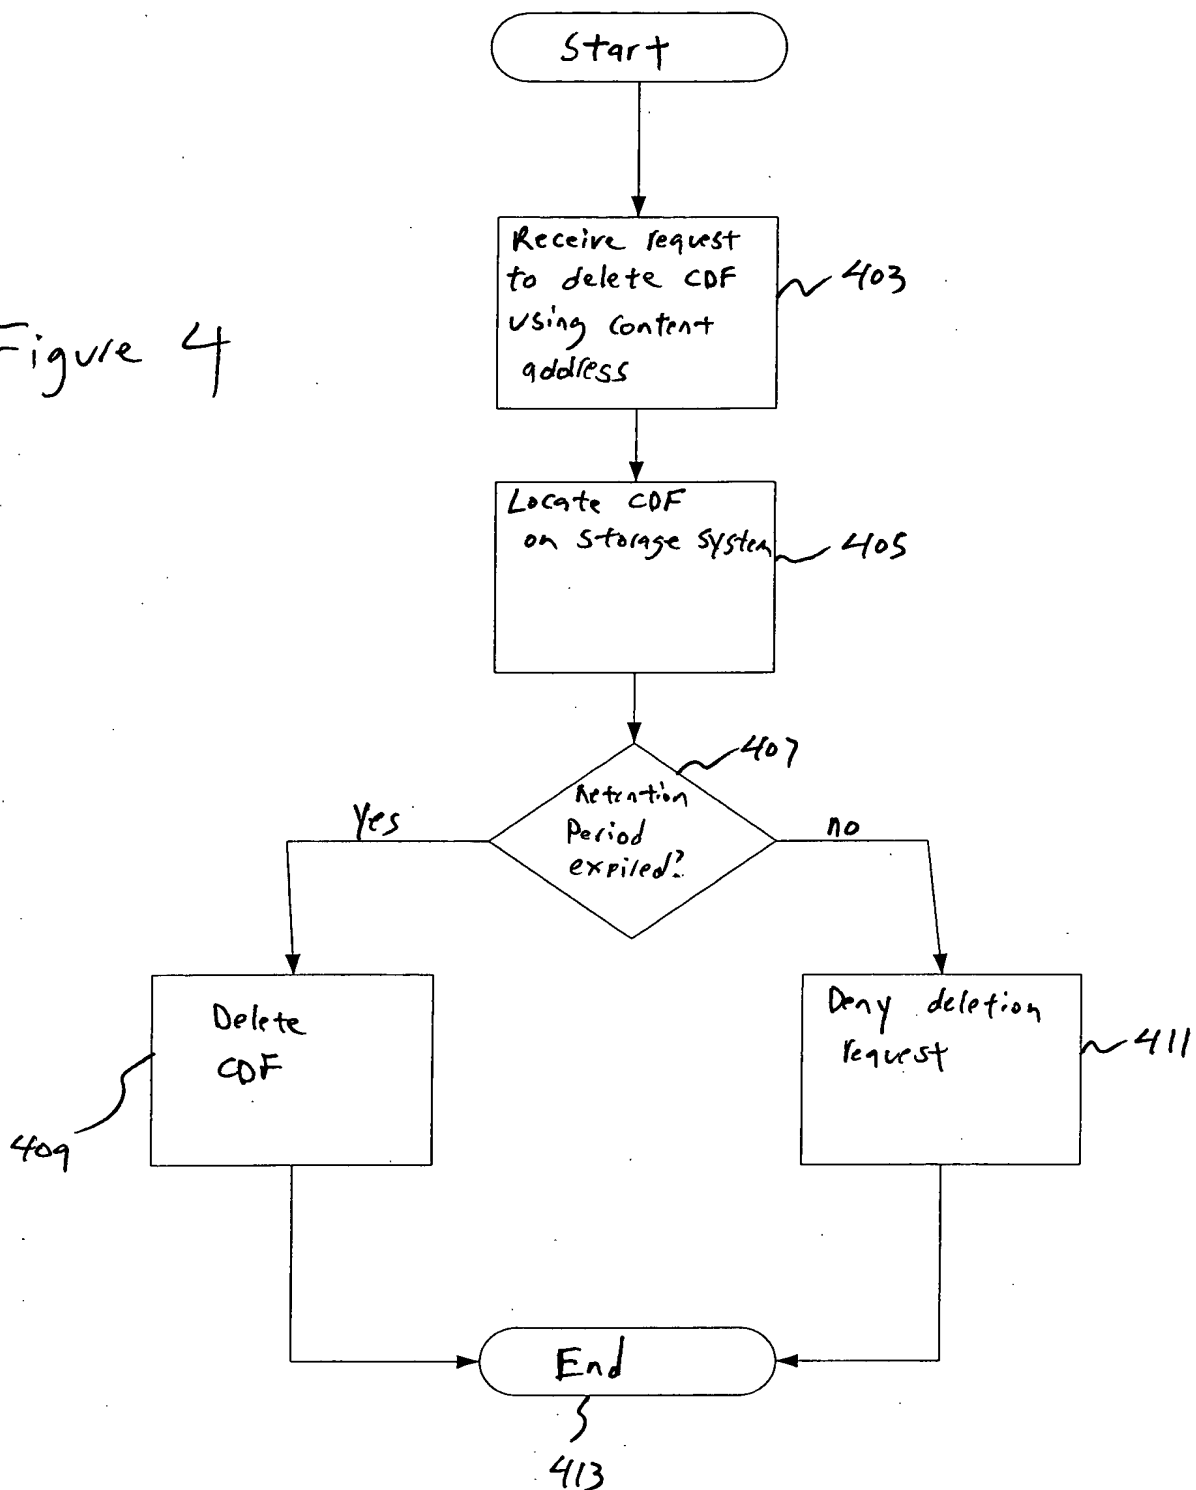 Start
Receive request
to delete CDF
using content
address
403
Figure 4
Locate CDF
on storage system
405
407
Retention
Period
expired?
Yes
no
Delete
CDF
409
Deny deletion
request
411
End
413